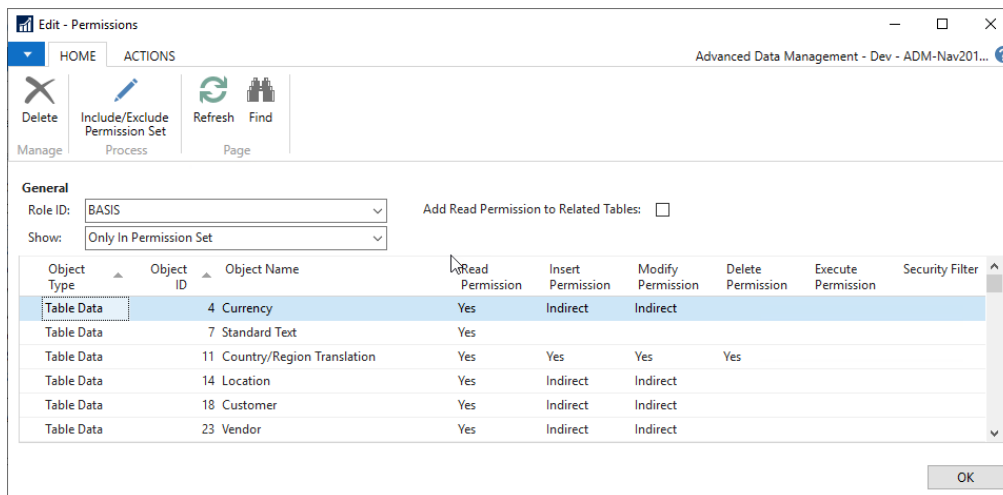 Edit - Permissions
HOME ACTIONS
Advanced Data Management - Dev - ADM-Nav201...
Delete
Include/Exclude
Permission Set
Refresh
Find
Manage
Process
Page
General
Role ID: BASIS
Add Read Permission to Related Tables:
Show: Only In Permission Set
Object Type Object ID Object Name Read Permission Insert Permission Modify Permission Delete Permission Execute Permission Security Filter
Table Data 4 Currency Yes Indirect Indirect
Table Data 7 Standard Text Yes
Table Data 11 Country/Region Translation Yes Yes Yes Yes
Table Data 14 Location Yes Indirect Indirect
Table Data 18 Customer Yes Indirect Indirect
Table Data 23 Vendor Yes Indirect Indirect
OK